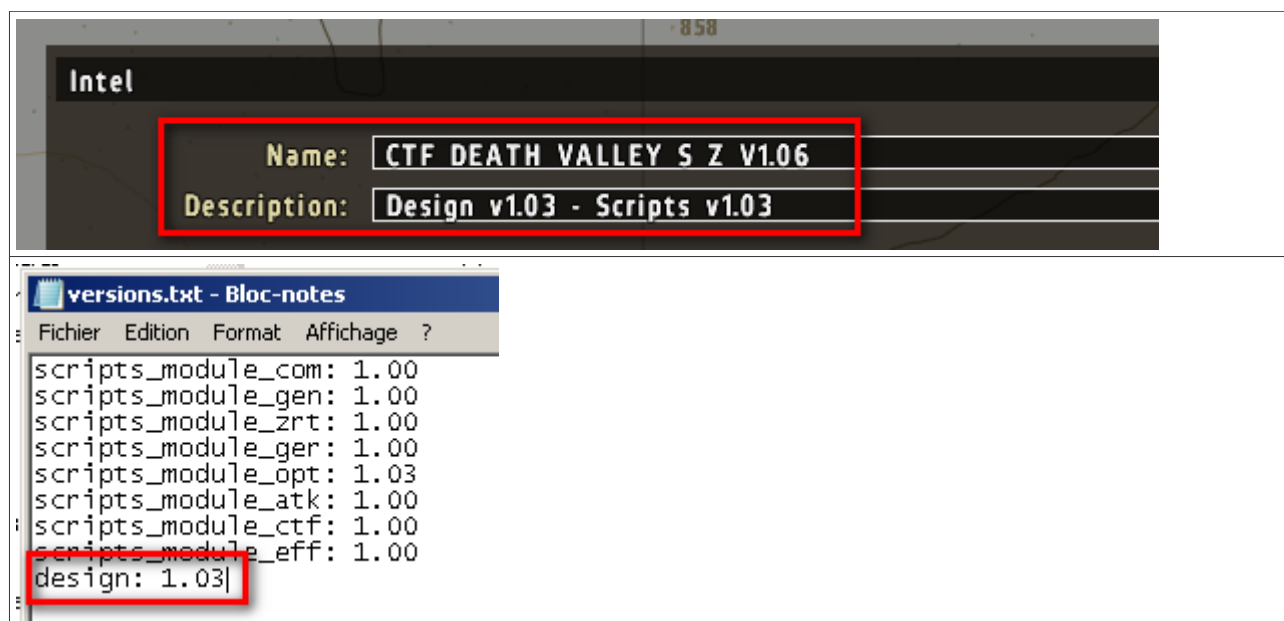 858
Intel
Name: CTF DEATH VALLEY S Z V1.06
Description: Design v1.03 - Scripts v1.03
versions.txt - Bloc-notes
Fichier Edition Format Affichage ?
scripts_module_com: 1.00
scripts_module_gen: 1.00
scripts_module_zrt: 1.00
scripts_module_ger: 1.00
scripts_module_opt: 1.03
scripts_module_atk: 1.00
scripts_module_ctf: 1.00
scripts_module_eff: 1.00
design: 1.03